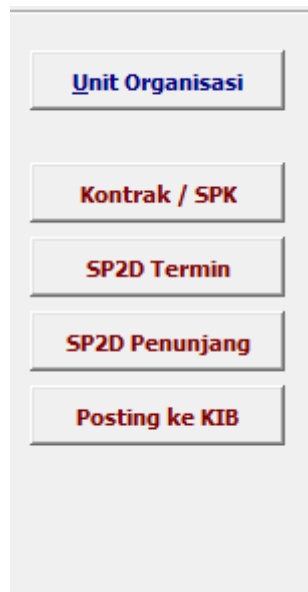 Unit Organisasi
Kontrak / SPK
SP2D Termin
SP2D Penunjang
Posting ke KIB